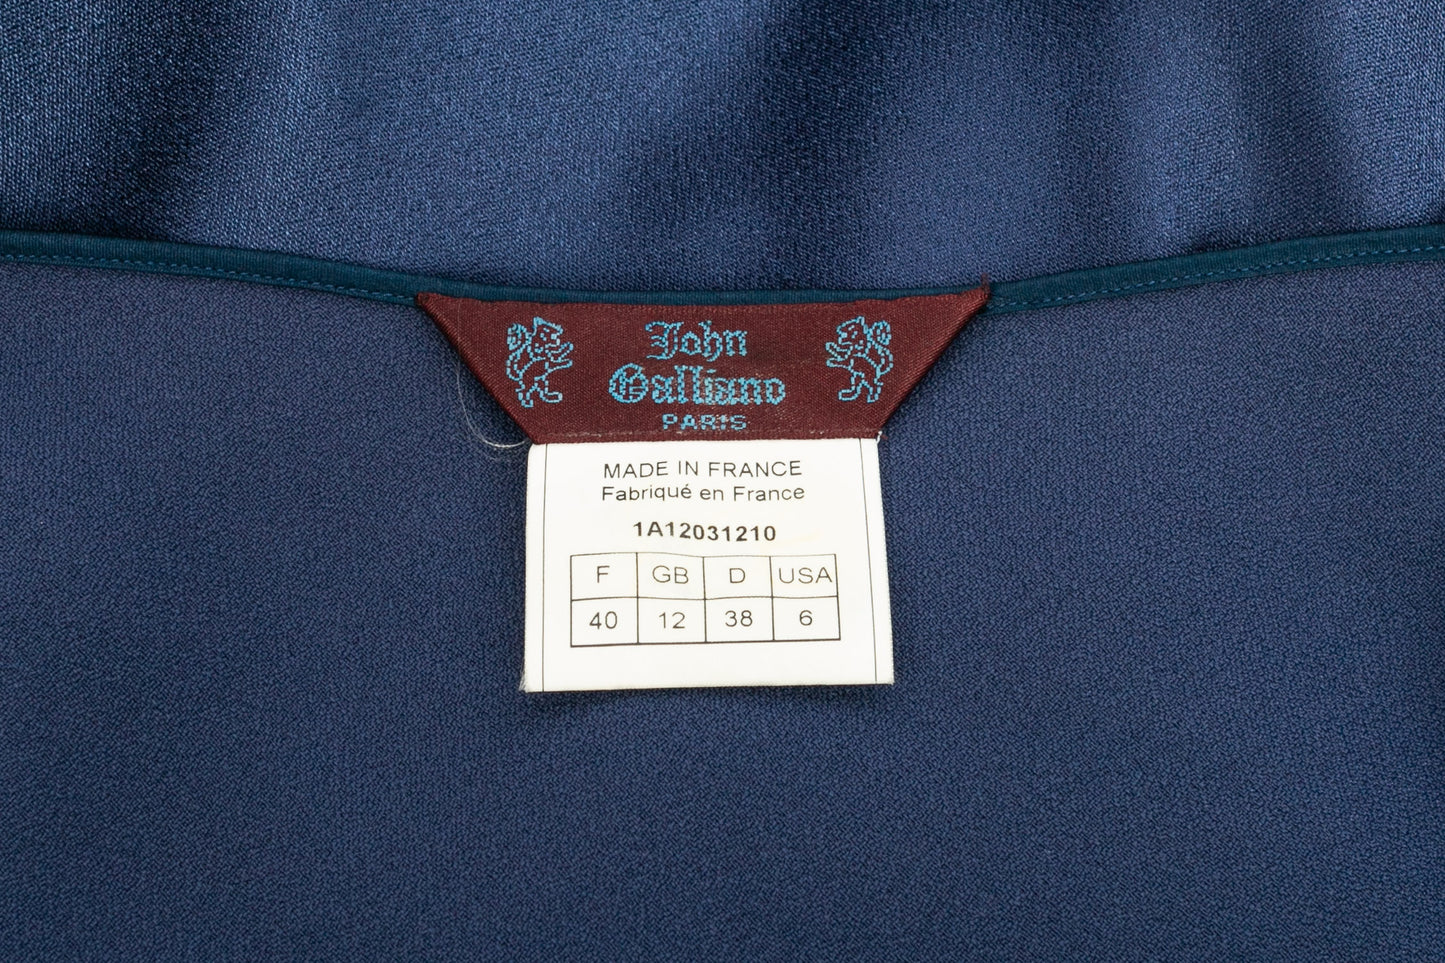 John
Galliano
PARIS
MADE IN FRANCE
Fabriqué en France
1A12031210
F GB D USA
40 12 38 6